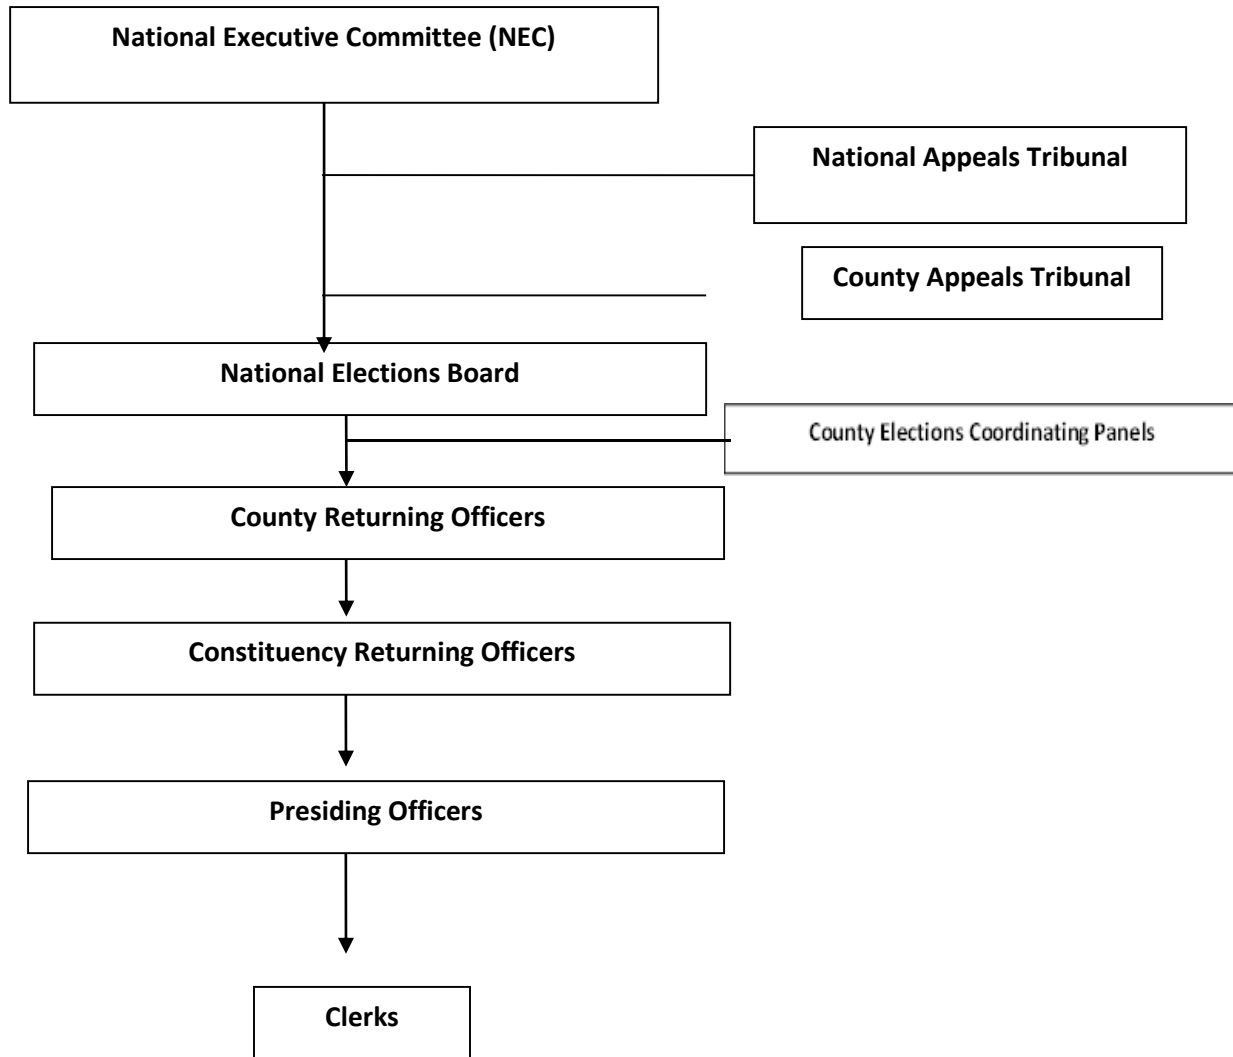 National Executive Committee (NEC)
National Appeals Tribunal
County Appeals Tribunal
National Elections Board
County Elections Coordinating Panels
County Returning Officers
Constituency Returning Officers
Presiding Officers
Clerks